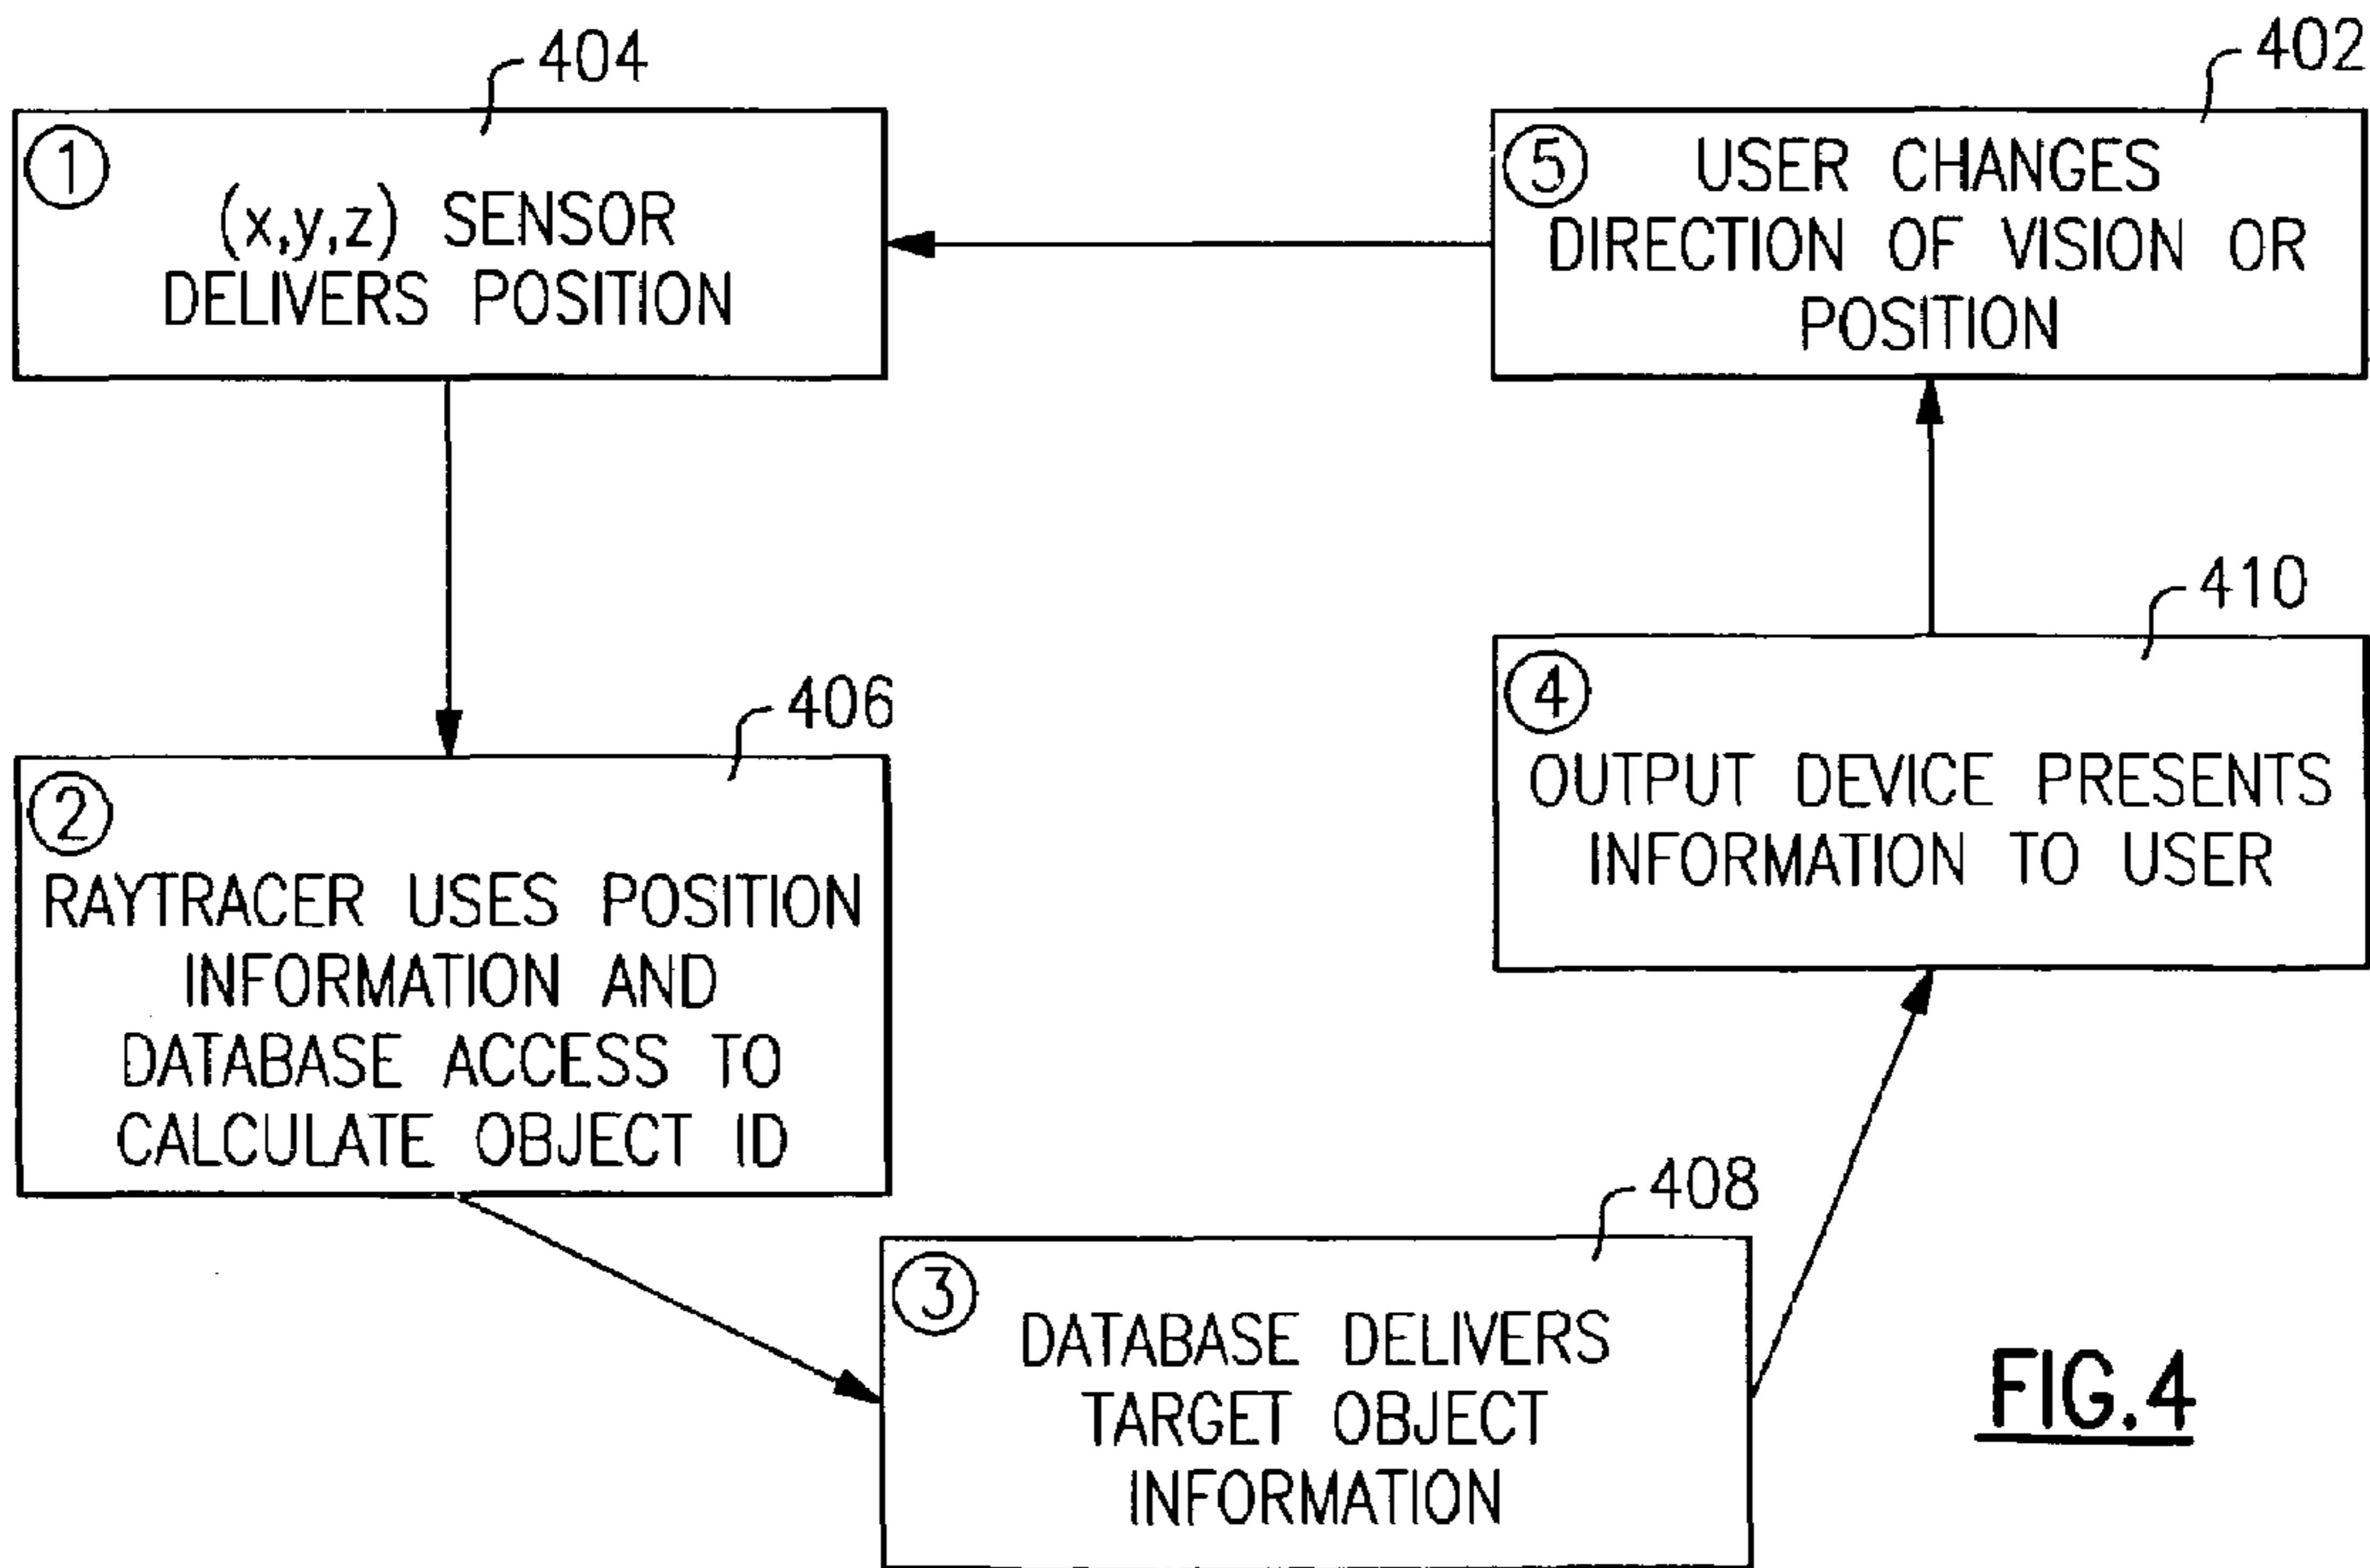 404
①
(x,y,z) SENSOR
DELIVERS POSITION
402
⑤
USER CHANGES
DIRECTION OF VISION OR
POSITION
406
②
RAYTRACER USES POSITION
INFORMATION AND
DATABASE ACCESS TO
CALCULATE OBJECT ID
410
④
OUTPUT DEVICE PRESENTS
INFORMATION TO USER
408
③
DATABASE DELIVERS
TARGET OBJECT
INFORMATION
FIG.4